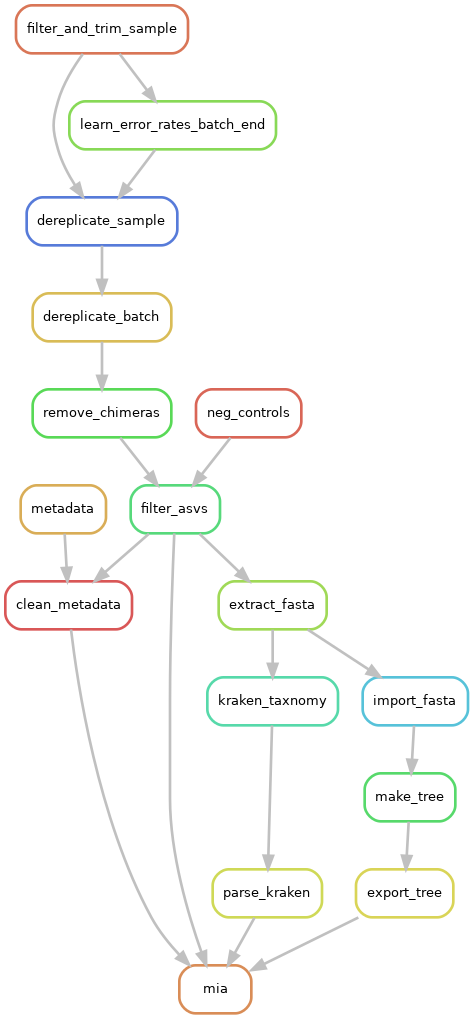 filter_and_trim_sample
learn_error_rates_batch_end
dereplicate_sample
dereplicate_batch
remove_chimeras
neg_controls
metadata
filter_asvs
clean_metadata
extract_fasta
kraken_taxnomy
import_fasta
make_tree
parse_kraken
export_tree
mia